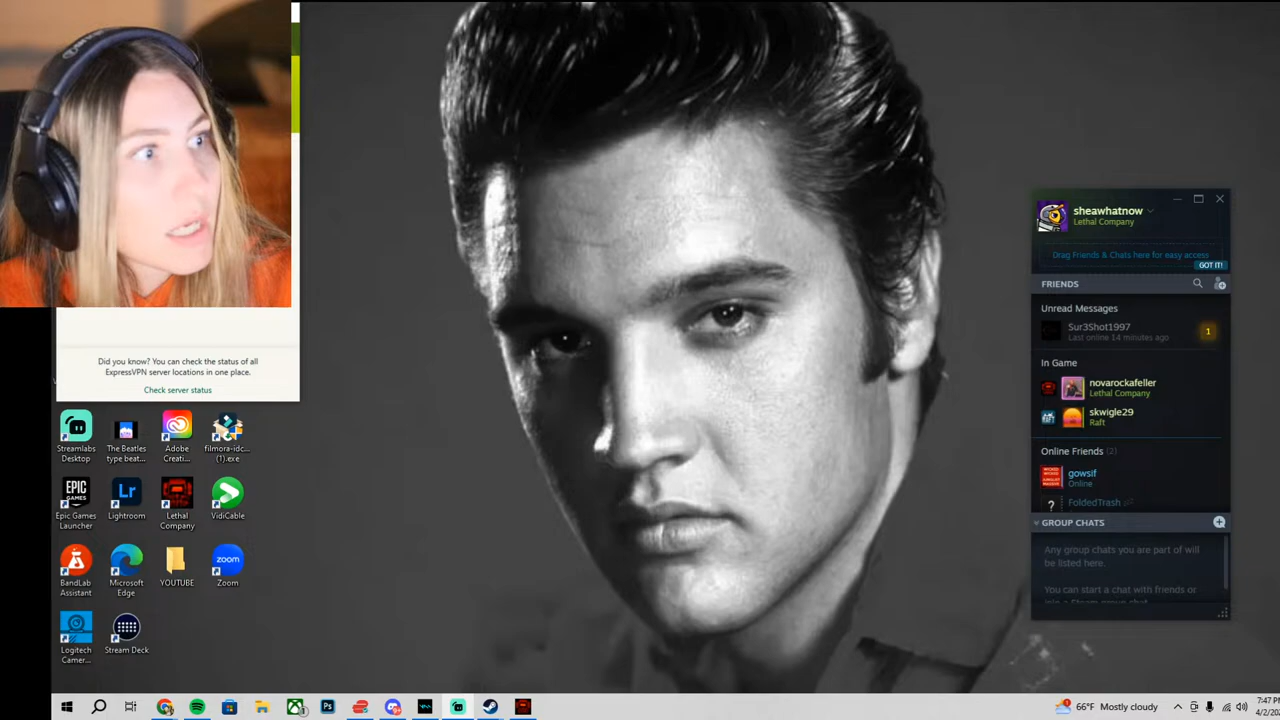 Did you know? You can check the status of all
ExpressVPN server locations in one place.
Check server status
Streamlabs
Desktop
The Beatles
type beat...
Adobe
Creati...
filmora-idc...
(1).exe
EPIC
GAMES
Epic Games
Launcher
Lr
Lightroom
Lethal
Company
VidiCable
BandLab
Assistant
Microsoft
Edge
YOUTUBE
zoom
Zoom
Logitech
Camer...
Stream Deck
sheawhatnow
Lethal Company
Drag Friends & Chats here for easy access
GOT IT!
FRIENDS
Unread Messages
Sur3Shot1997
Last online 14 minutes ago
1
In Game
novarockafeller
Lethal Company
skwigle29
Raft
Online Friends (2)
gowsif
Online
FoldedTrash
GROUP CHATS
Any group chats you are part of will
be listed here.
You can start a chat with friends or
Ps
66°F Mostly cloudy
7:47 P